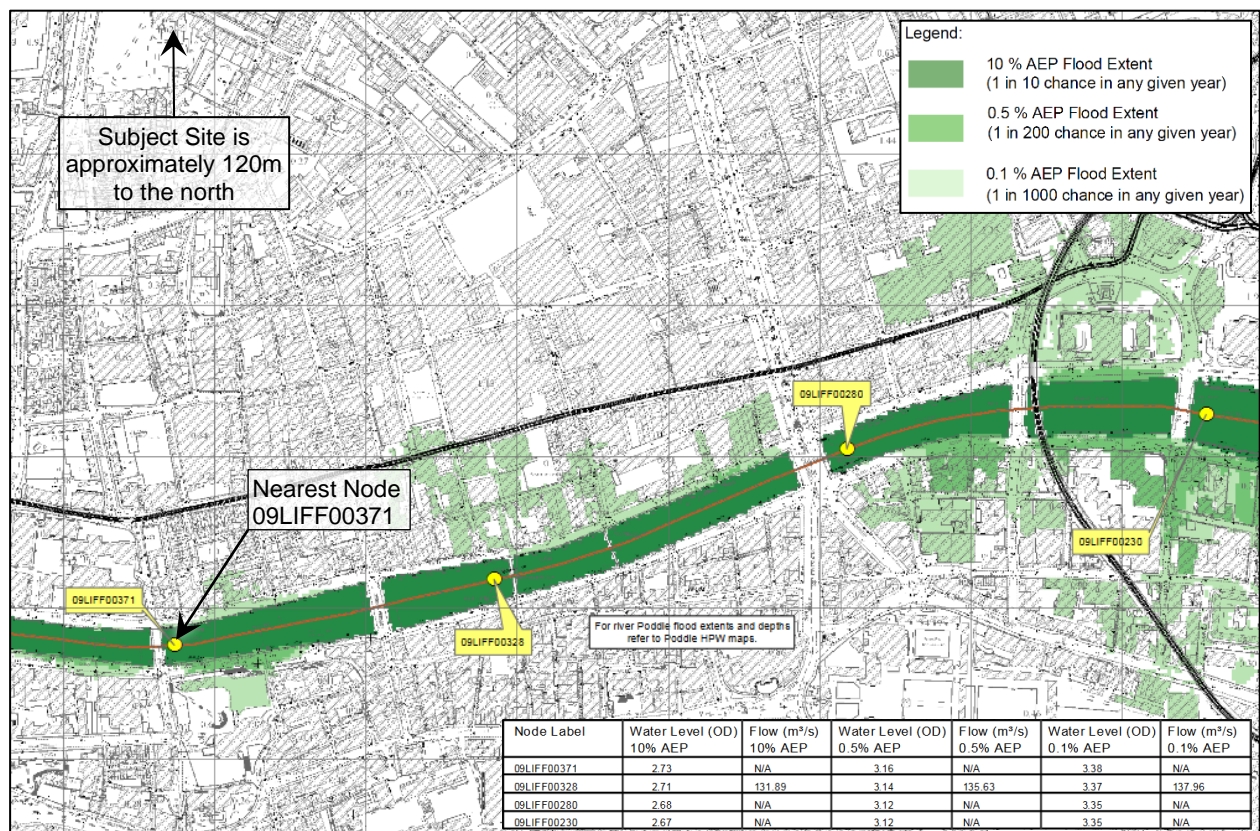 Legend:
10 % AEP Flood Extent
(1 in 10 chance in any given year)
0.5 % AEP Flood Extent
(1 in 200 chance in any given year)
0.1 % AEP Flood Extent
(1 in 1000 chance in any given year)
Subject Site is
approximately 120m
to the north
09LIFF00280
Nearest Node
09LIFF00371
09LIFF00230
09LIFF00371
09LIFF00328
For river Poddle flood extents and depths
refer to Poddle HPW maps.
Node Label Water Level (OD) 10% AEP Flow (m³/s) 10% AEP Water Level (OD) 0.5% AEP Flow (m³/s) 0.5% AEP Water Level (OD) 0.1% AEP Flow (m³/s) 0.1% AEP
09LIFF00371 2.73 N/A 3.16 N/A 3.38 N/A
09LIFF00328 2.71 131.89 3.14 135.63 3.37 137.96
09LIFF00280 2.68 N/A 3.12 N/A 3.35 N/A
09LIFF00230 2.67 N/A 3.12 N/A 3.35 N/A